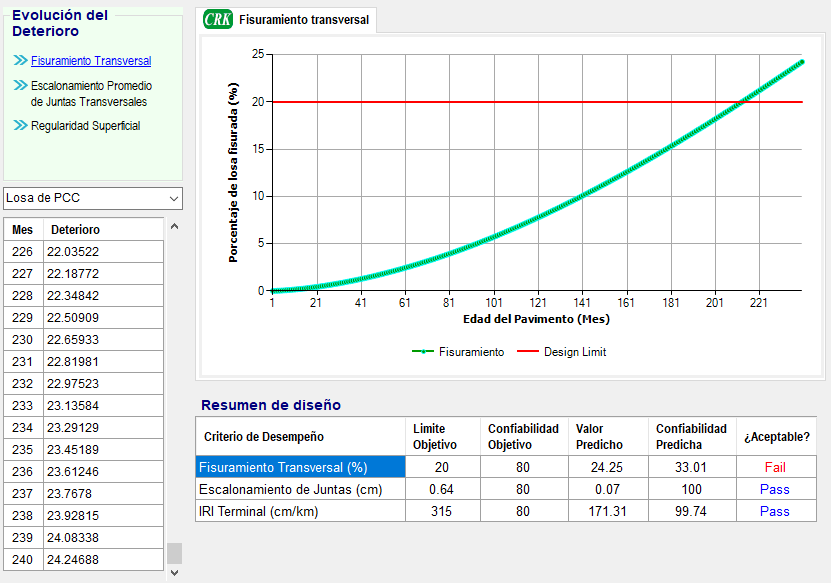 Evolución del
Deterioro
Fisuramiento Transversal
Escalonamiento Promedio
de Juntas Transversales
Regularidad Superficial
Losa de PCC
Mes Deterioro
226 22.03522
227 22.18772
228 22.34842
229 22.50909
230 22.65933
231 22.81981
232 22.97523
233 23.13584
234 23.29129
235 23.45189
236 23.61246
237 23.7678
238 23.92815
239 24.08338
240 24.24688
CRK Fisuramiento transversal
Porcentaje de losa fisurada (%)
25
20
15
10
5
0
1 21 41 61 81 101 121 141 161 181 201 221
Edad del Pavimento (Mes)
Fisuramiento Design Limit
Resumen de diseño
Criterio de Desempeño Limite Objetivo Confiabilidad Objetivo Valor Predicho Confiabilidad Predicha ¿Aceptable?
Fisuramiento Transversal (%) 20 80 24.25 33.01 Fail
Escalonamiento de Juntas (cm) 0.64 80 0.07 100 Pass
IRI Terminal (cm/km) 315 80 171.31 99.74 Pass